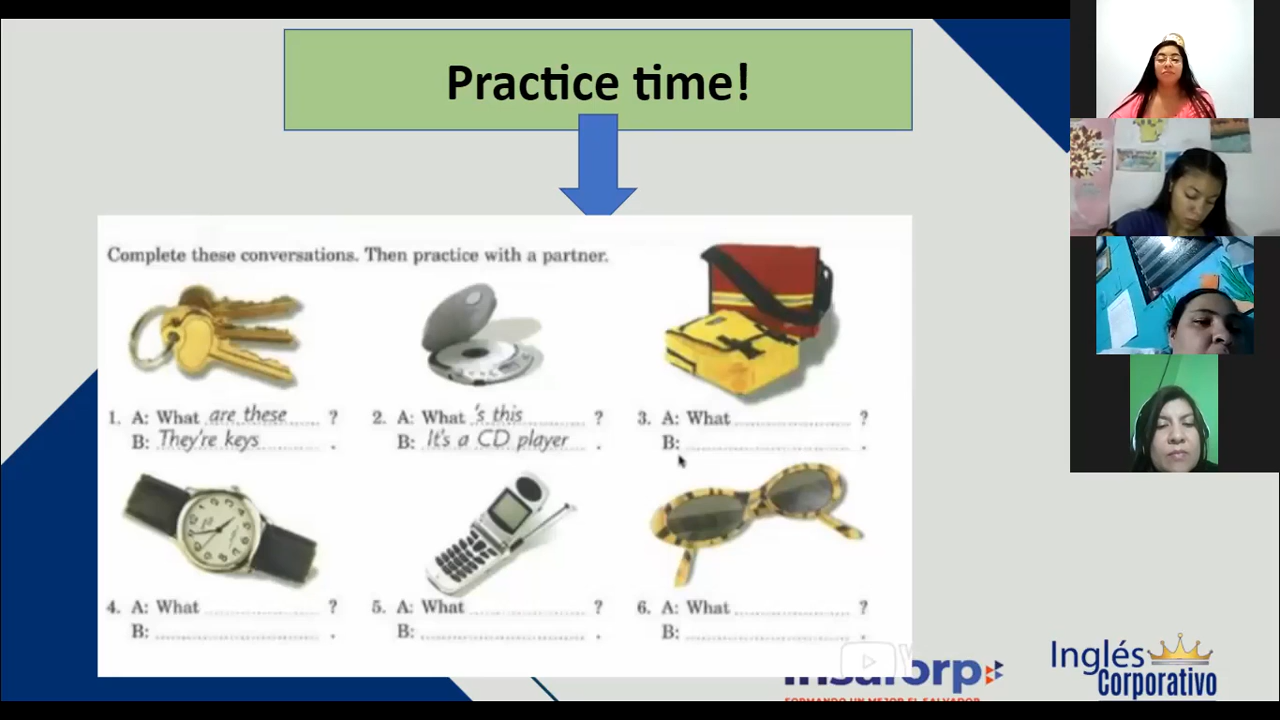 Practice time!
Complete these conversations. Then practice with a partner.
1. A: What are these ?
B: They're keys .
2. A: What 's this ?
B: It's a CD player .
3. A: What ?
B: .
4. A: What ?
B: .
5. A: What ?
B: .
6. A: What ?
B: .
Inglés
Corporativo